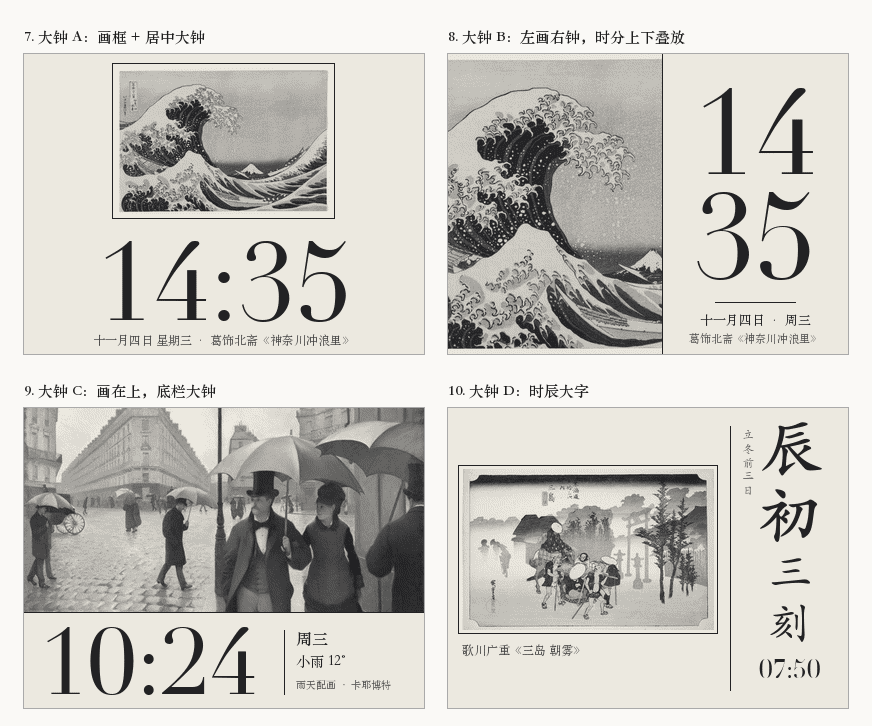 7. 大钟 A：画框 + 居中大钟
14:35
十一月四日 星期三 · 葛饰北斋《神奈川冲浪里》
8. 大钟 B：左画右钟，时分上下叠放
14
35
十一月四日 · 周三
葛饰北斋《神奈川冲浪里》
9. 大钟 C：画在上，底栏大钟
10:24
周三
小雨 12°
雨天配画 · 卡耶博特
10. 大钟 D：时辰大字
辰初三刻
立冬前三日
07:50
歌川广重《三岛 朝雾》